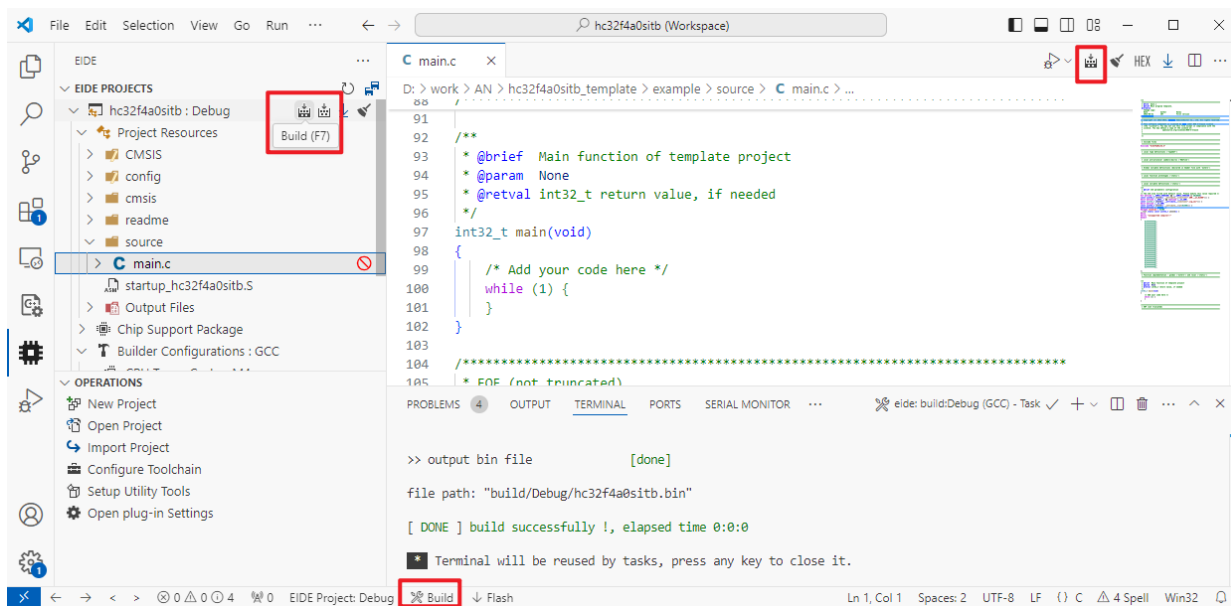 File Edit Selection View Go Run ··· hc32f4a0sitb (Workspace)
EIDE ···
EIDE PROJECTS
hc32f4a0sitb : Debug
Build (F7)
Project Resources
CMSIS
config
cmsis
readme
source
C main.c
ASM startup_hc32f4a0sitb.S
Output Files
Chip Support Package
Builder Configurations : GCC
OPERATIONS
New Project
Open Project
Import Project
Configure Toolchain
Setup Utility Tools
Open plug-in Settings
C main.c
HEX
D: > work > AN > hc32f4a0sitb_template > example > source > C main.c > ...
91
92 /**
93 * @brief Main function of template project
94 * @param None
95 * @retval int32_t return value, if needed
96 */
97 int32_t main(void)
98 {
99 /* Add your code here */
100 while (1) {
101 }
102 }
103
104 /******************************************************************************
105 * EOF (not truncated)
PROBLEMS 4 OUTPUT TERMINAL PORTS SERIAL MONITOR ··· eide: build:Debug (GCC) - Task
>> output bin file [done]
file path: "build/Debug/hc32f4a0sitb.bin"
[ DONE ] build successfully !, elapsed time 0:0:0
* Terminal will be reused by tasks, press any key to close it.
0 0 4 0 EIDE Project: Debug Build Flash Ln 1, Col 1 Spaces: 2 UTF-8 LF {} C 4 Spell Win32